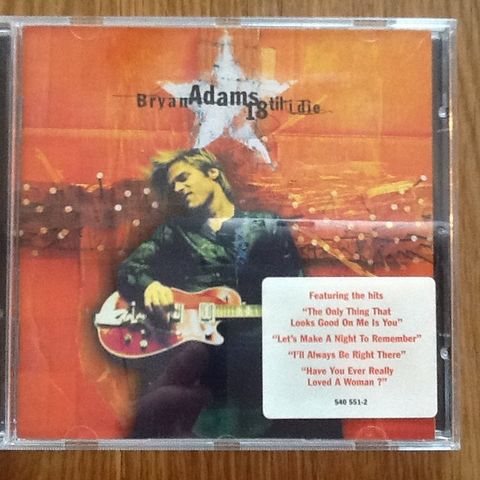 Bryan Adams 18 til i die
Featuring the hits
"The Only Thing That
Looks Good On Me Is You"
"Let's Make A Night To Remember"
"I'll Always Be Right There"
"Have You Ever Really
Loved A Woman ?"
540 551-2